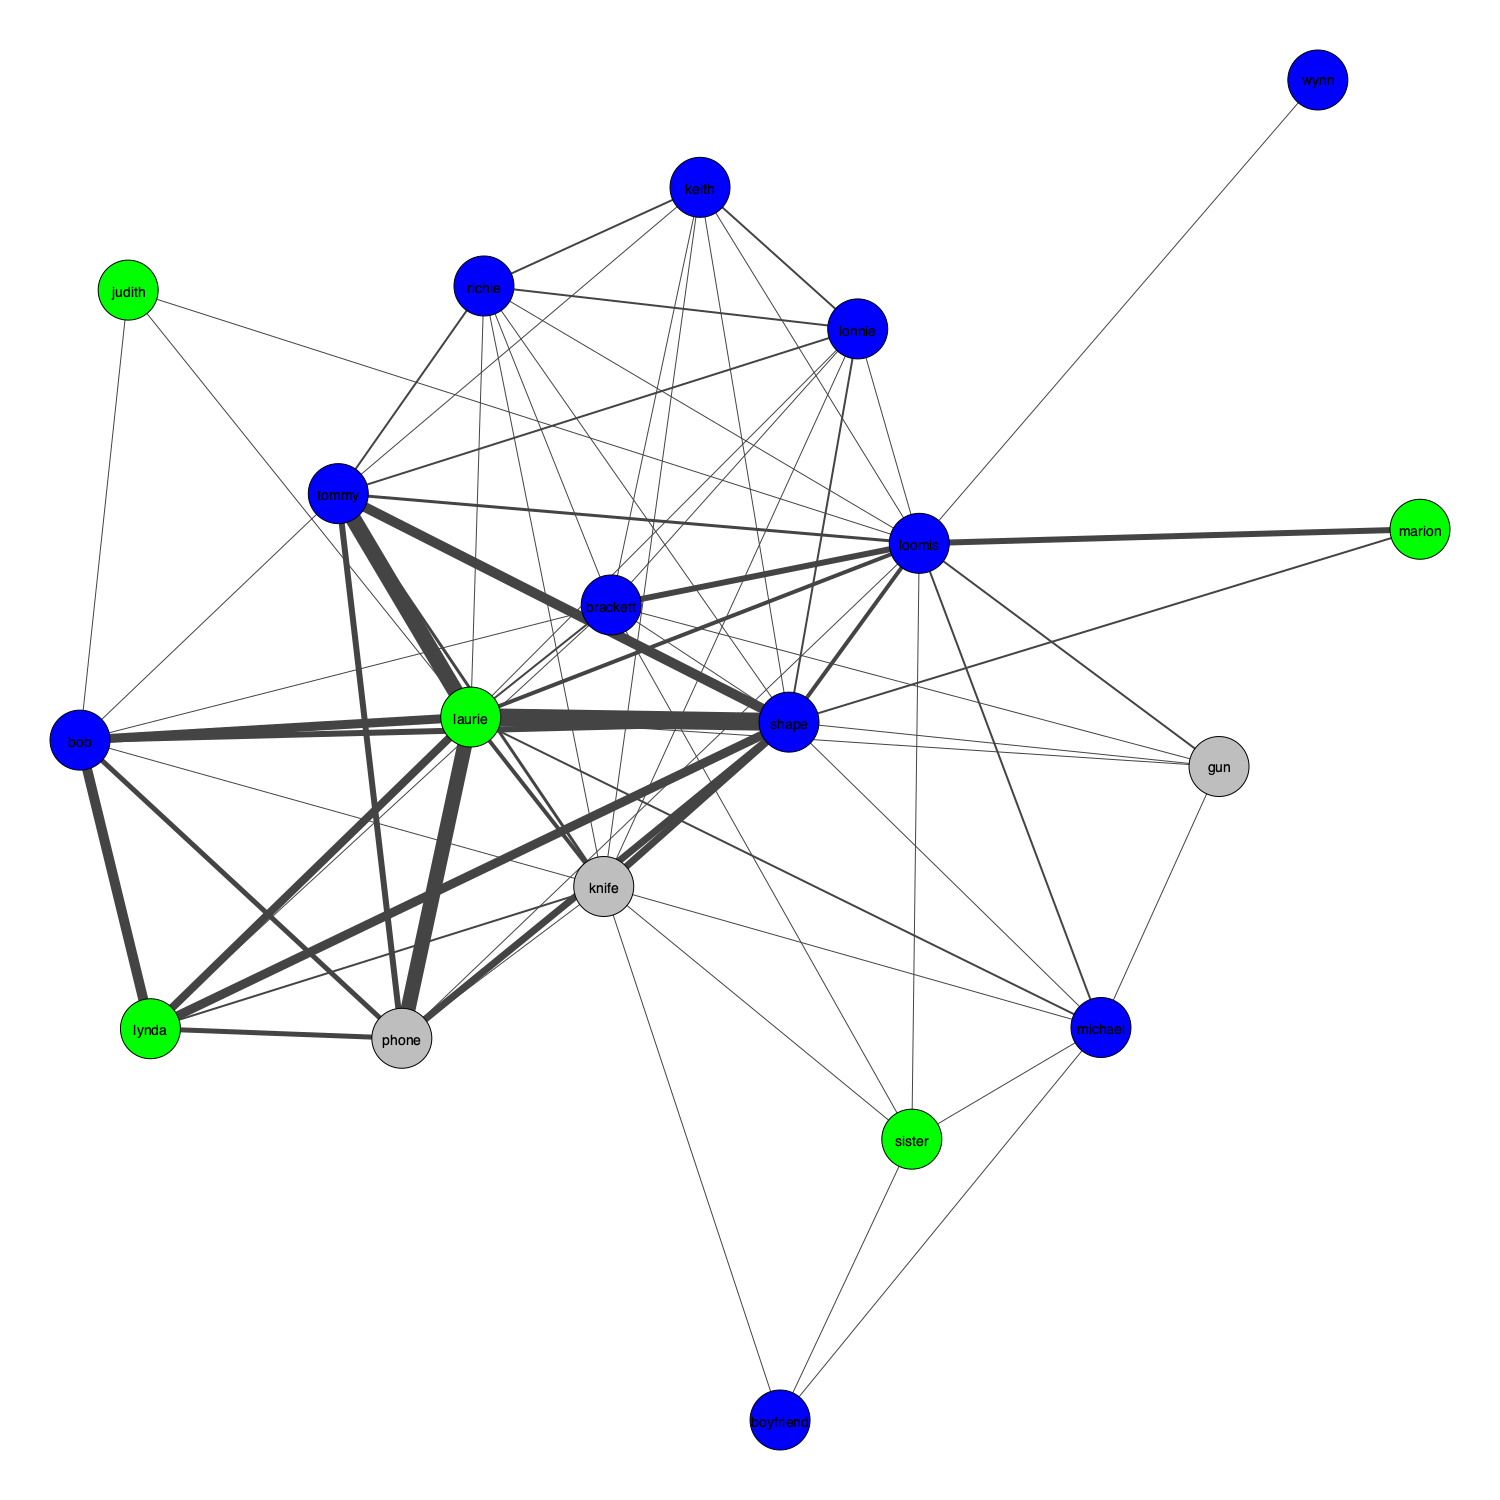 wynn
keith
richie
judith
lonnie
tommy
marion
loomis
brackett
laurie
shape
bob
gun
knife
michael
lynda
phone
sister
boyfriend